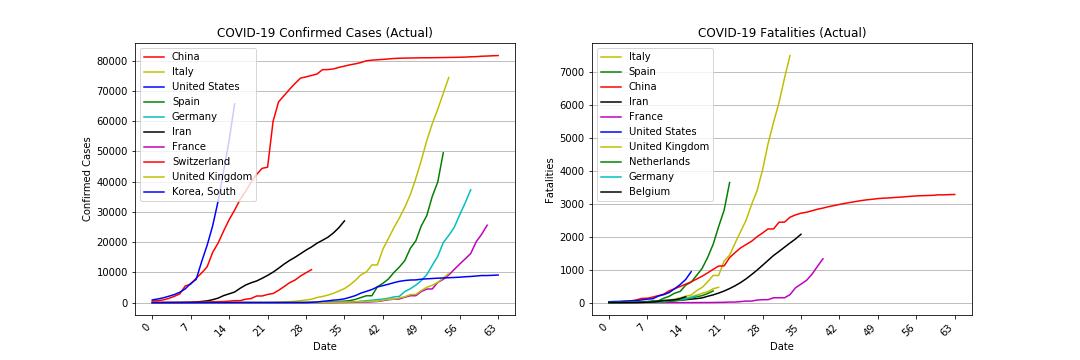 COVID-19 Confirmed Cases (Actual)
Confirmed Cases
80000
70000
60000
50000
40000
30000
20000
10000
0
China
Italy
United States
Spain
Germany
Iran
France
Switzerland
United Kingdom
Korea, South
0 7 14 21 28 35 42 49 56 63
Date
COVID-19 Fatalities (Actual)
Fatalities
7000
6000
5000
4000
3000
2000
1000
0
Italy
Spain
China
Iran
France
United States
United Kingdom
Netherlands
Germany
Belgium
0 7 14 21 28 35 42 49 56 63
Date